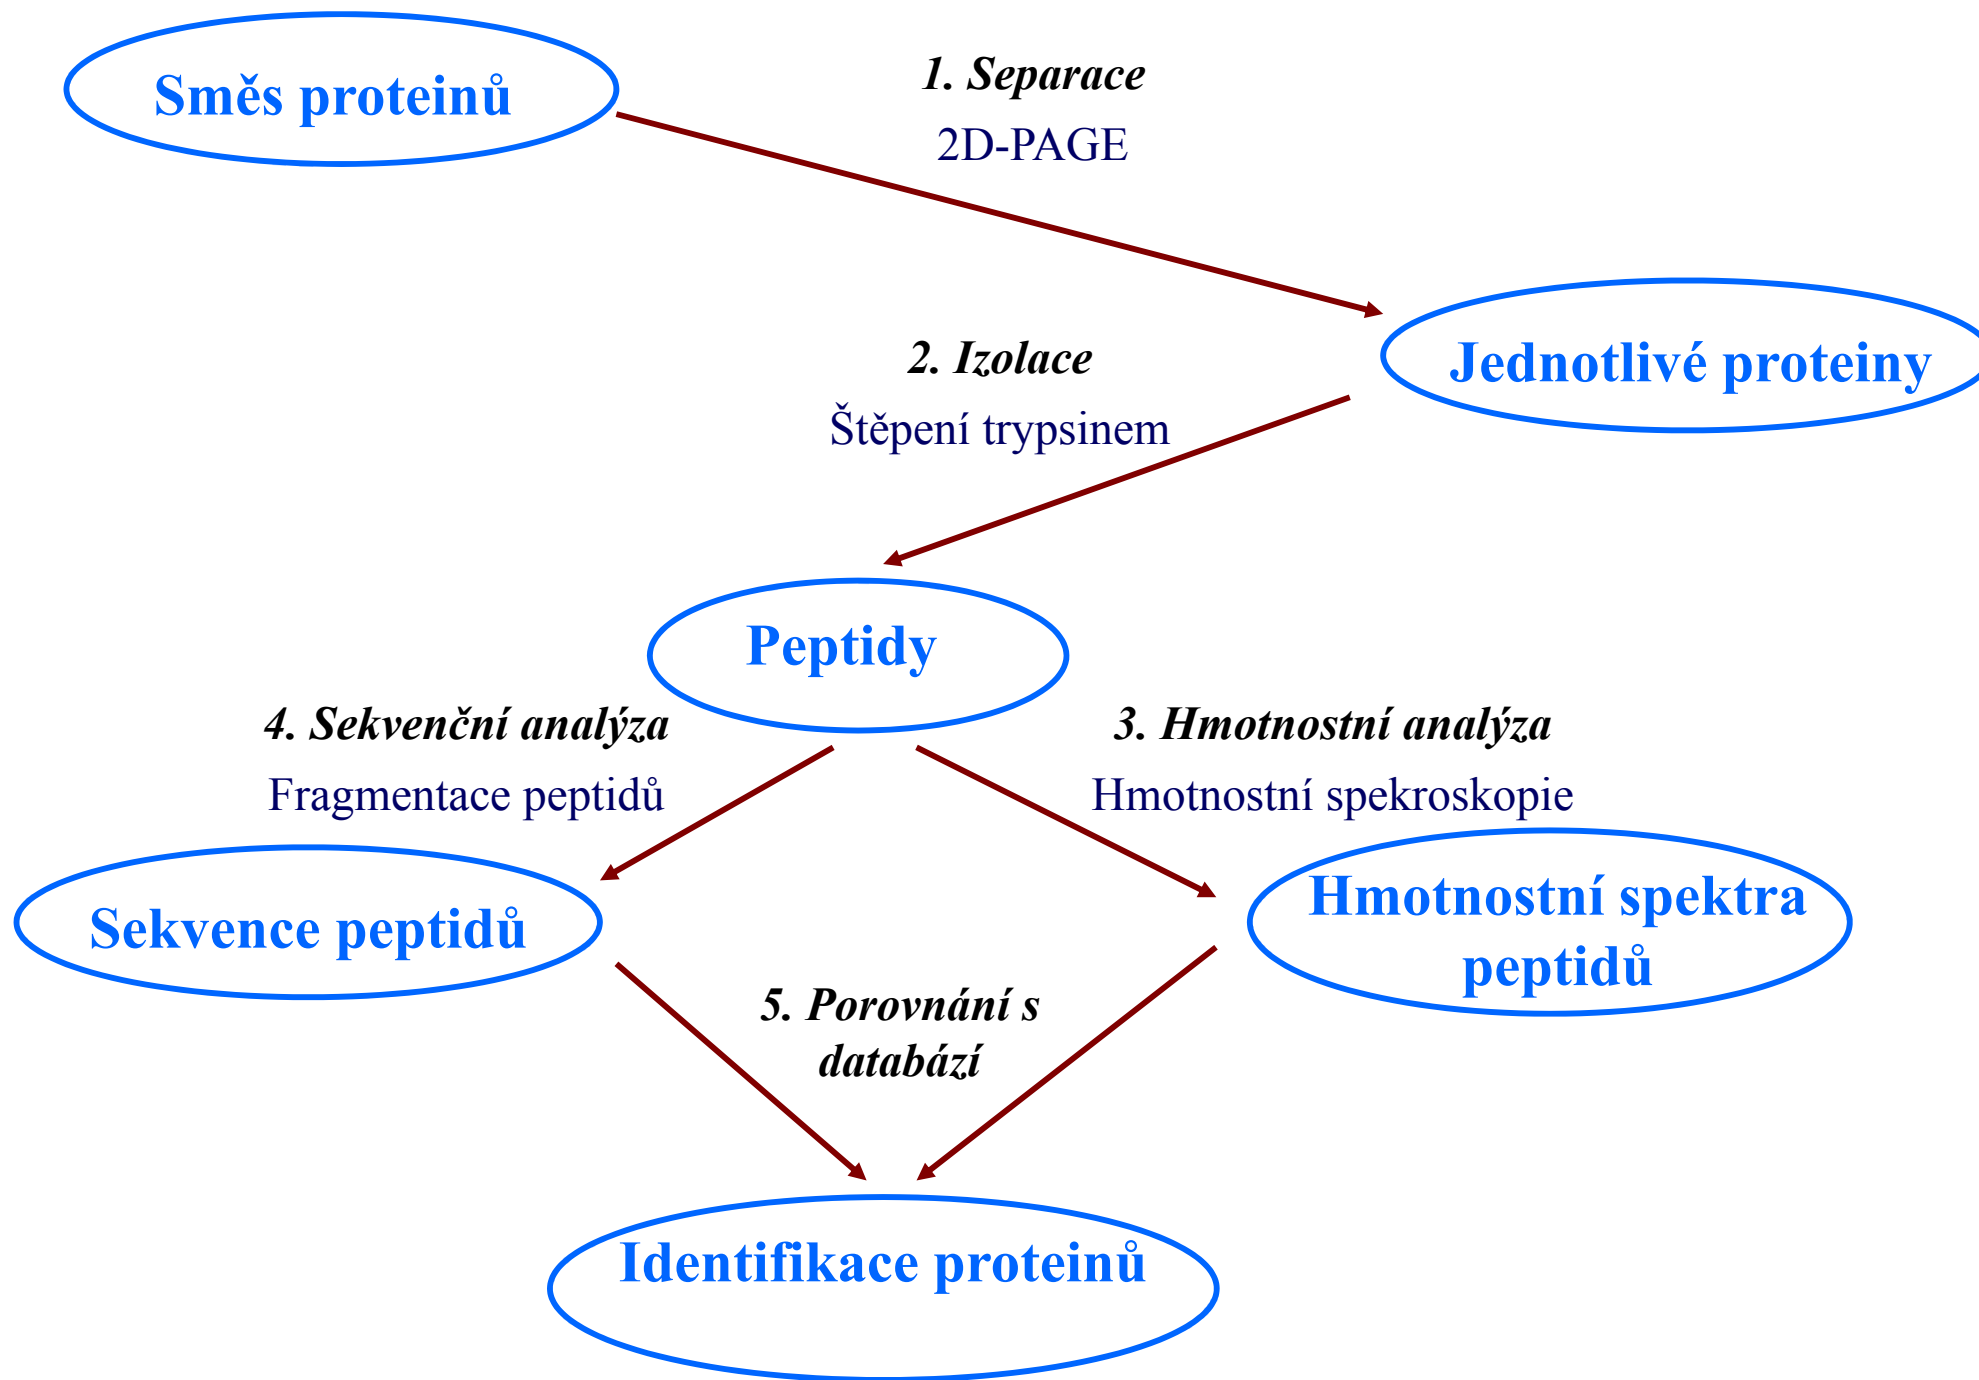 Směs proteinů
1. Separace
2D-PAGE
Jednotlivé proteiny
2. Izolace
Štěpení trypsinem
Peptidy
4. Sekvenční analýza
Fragmentace peptidů
3. Hmotnostní analýza
Hmotnostní spekroskopie
Sekvence peptidů
Hmotnostní spektra
peptidů
5. Porovnání s
databází
Identifikace proteinů